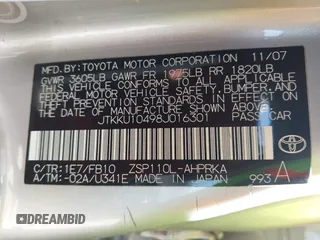 MFD. BY: TOYOTA MOTOR CORPORATION 11/07
GVWR 3605LB GAWR FR 1975LB RR 1820LB
THIS VEHICLE CONFORMS TO ALL APPLICABLE
FEDERAL MOTOR VEHICLE SAFETY, BUMPER, AND
THEFT PREVENTION STANDARDS IN EFFECT ON
THE DATE OF MANUFACTURE SHOWN ABOVE.
JTKKU10498J016301 PASS.CAR
C/TR:1E7/FB10 ZSP110L-AHPRKA
A/TM:-02A/U341E MADE IN JAPAN 993 A
TOYOTA
DREAMBID